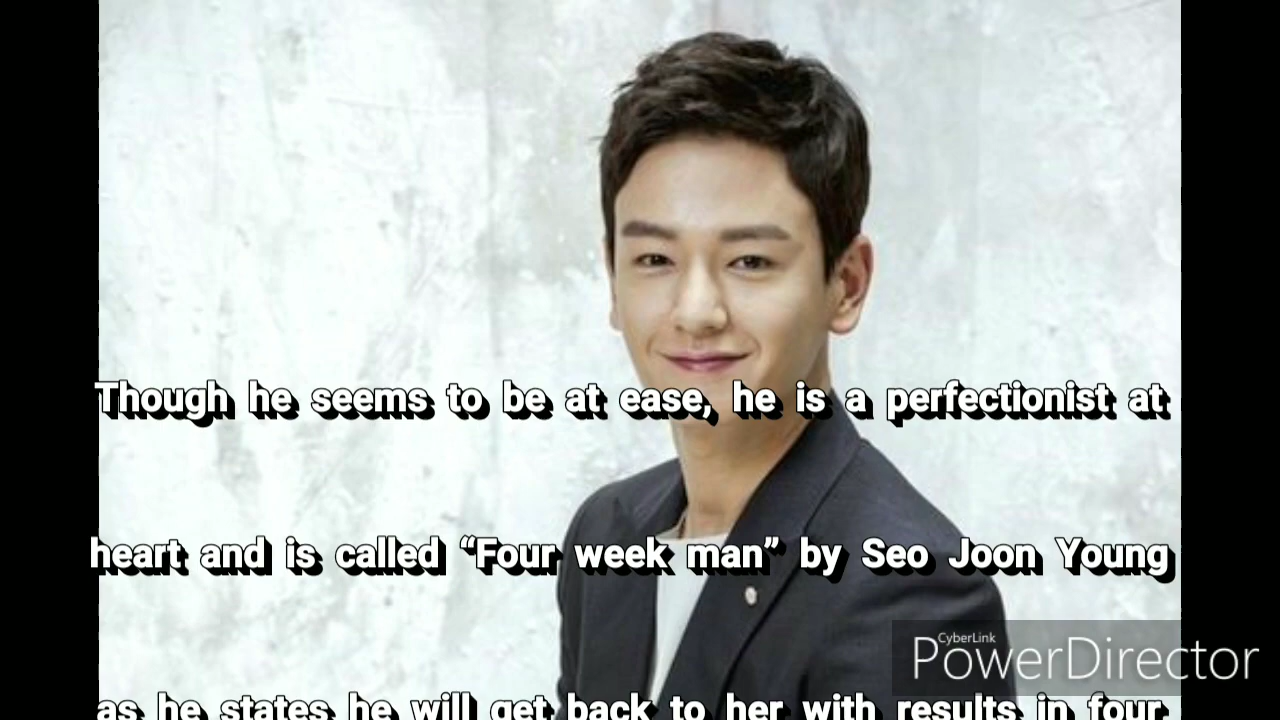 Though he seems to be at ease, he is a perfectionist at
heart and is called “Four week man” by Seo Joon Young
as he states he will get back to her with results in four
CyberLink
PowerDirector